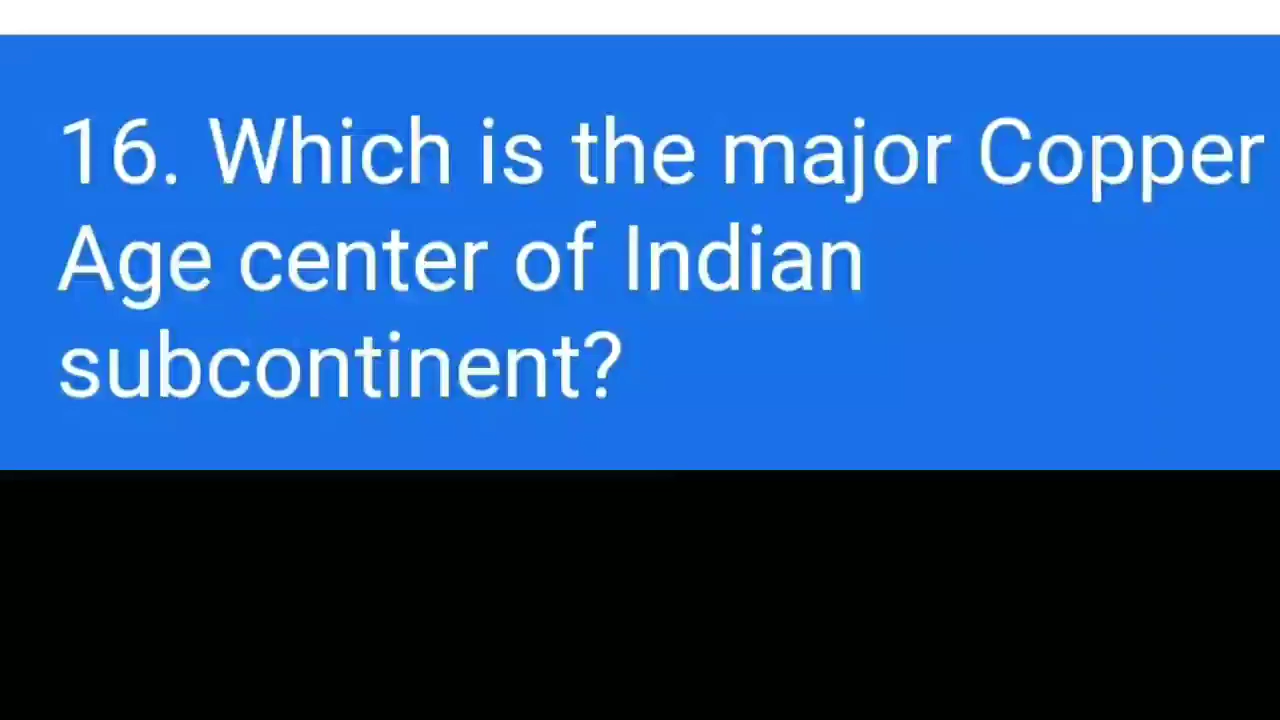 16. Which is the major Copper
Age center of Indian
subcontinent?